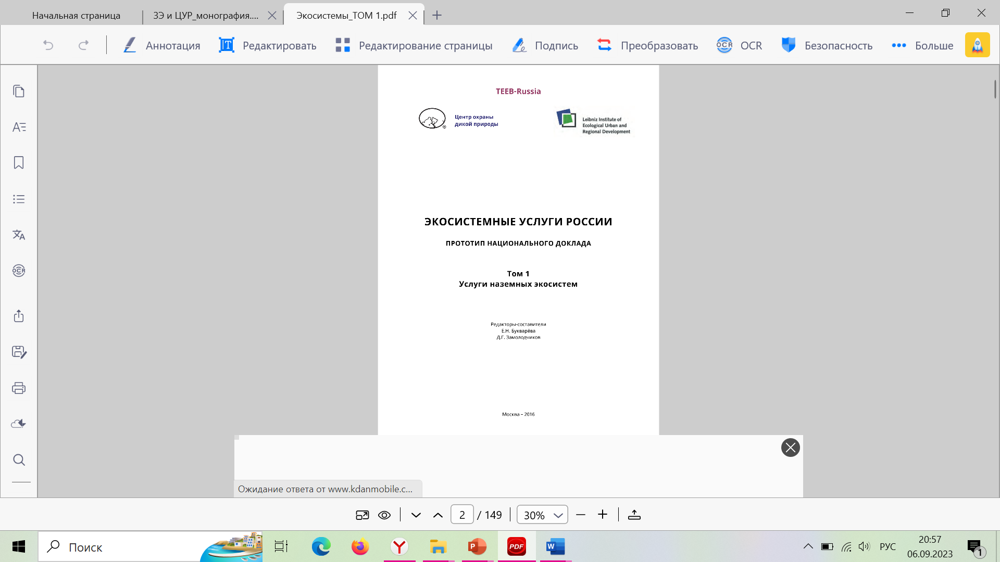 Начальная страница
ЗЭ и ЦУР_монография....
Экосистемы_ТОМ 1.pdf
Аннотация
Редактировать
Редактирование страницы
Подпись
Преобразовать
OCR
OCR
Безопасность
Больше
TEEB-Russia
Центр охраны
дикой природы
Leibniz Institute of
Ecological Urban and
Regional Development
ЭКОСИСТЕМНЫЕ УСЛУГИ РОССИИ
ПРОТОТИП НАЦИОНАЛЬНОГО ДОКЛАДА
Том 1
Услуги наземных экосистем
Редакторы-составители
Е.Н. Букварёва
Д.Г. Замолодчиков
Москва – 2016
OCR
Ожидание ответа от www.kdanmobile.c...
2 / 149
30%
Поиск
PDF
РУС
20:57
06.09.2023
1